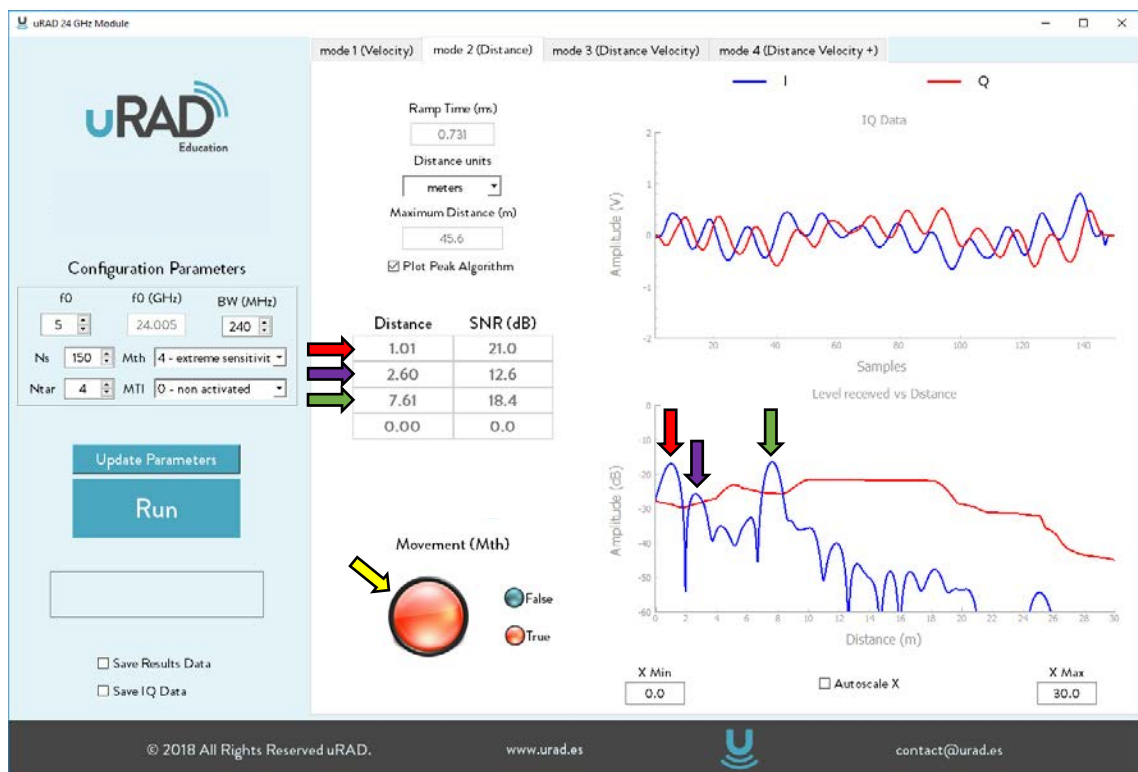 uRAD 24 GHz Module
mode 1 (Velocity)
mode 2 (Distance)
mode 3 (Distance Velocity)
mode 4 (Distance Velocity +)
uRAD
Education
Configuration Parameters
f0
f0 (GHz)
BW (MHz)
5
24.005
240
Ns
150
Mth
4 - extreme sensitivit
Ntar
4
MTI
0 - non activated
Update Parameters
Run
Save Results Data
Save IQ Data
Ramp Time (ms)
0.731
Distance units
meters
Maximum Distance (m)
45.6
Plot Peak Algorithm
Distance SNR (dB)
1.01 21.0
2.60 12.6
7.61 18.4
0.00 0.0
Movement (Mth)
False
True
I Q
IQ Data
Amplitude (V)
2
1
0
-1
-2
20 40 60 80 100 120 140
Samples
Level received vs Distance
Amplitude (dB)
-0
-10
-20
-30
-40
-50
-60
0 2 4 6 8 10 12 14 16 18 20 22 24 26 28 30
Distance (m)
X Min
0.0
Autoscale X
X Max
30.0
© 2018 All Rights Reserved uRAD.
www.urad.es
contact@urad.es